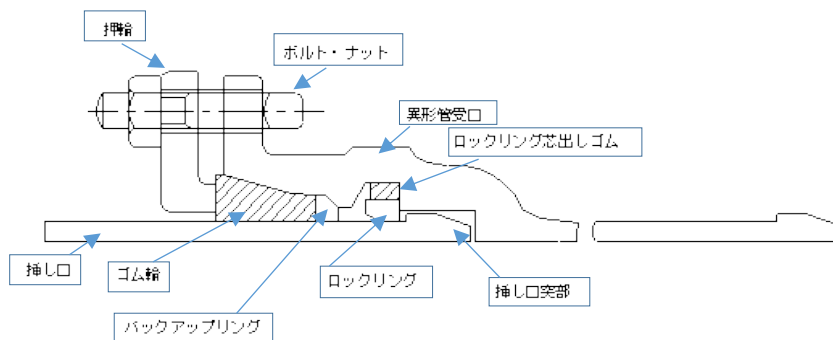 押輪
ボルト・ナット
異形管受口
ロックリング芯出しゴム
挿し口
ゴム輪
ロックリング
挿し口突部
バックアップリング